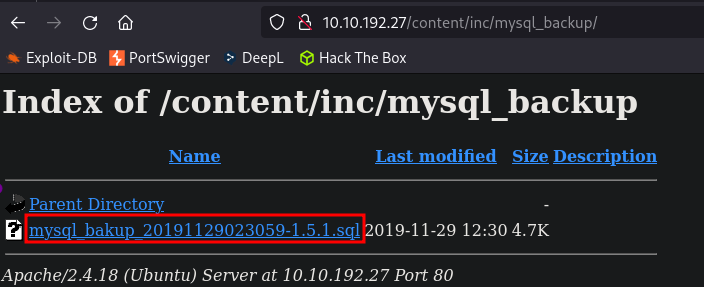 10.10.192.27/content/inc/mysql_backup/
Exploit-DB PortSwigger DeepL Hack The Box
Index of /content/inc/mysql_backup
Name Last modified Size Description
Parent Directory -
mysql_bakup_20191129023059-1.5.1.sql 2019-11-29 12:30 4.7K
Apache/2.4.18 (Ubuntu) Server at 10.10.192.27 Port 80